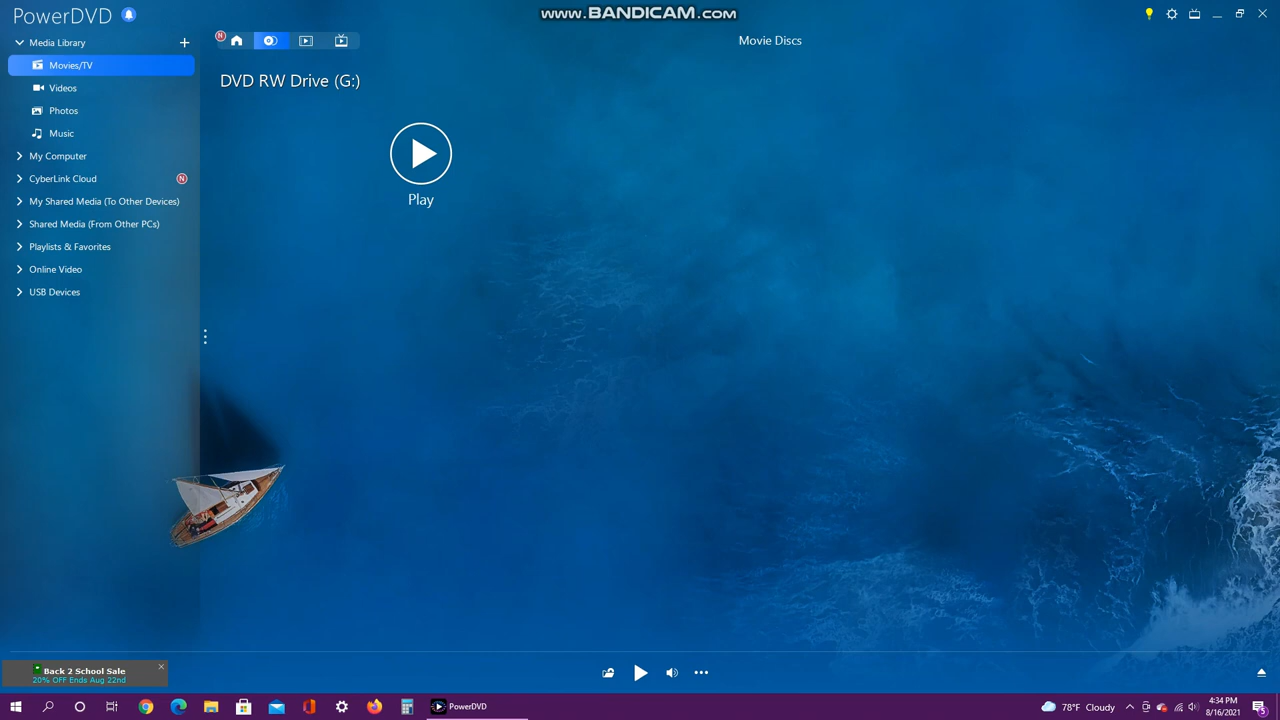 PowerDVD
www.BANDICAM.com
Media Library
N
Movie Discs
Movies/TV
DVD RW Drive (G:)
Videos
Photos
Music
My Computer
CyberLink Cloud
N
Play
My Shared Media (To Other Devices)
Shared Media (From Other PCs)
Playlists & Favorites
Online Video
USB Devices
Back 2 School Sale
20% OFF Ends Aug 22nd
PowerDVD
78°F Cloudy
4:34 PM
8/16/2021
5